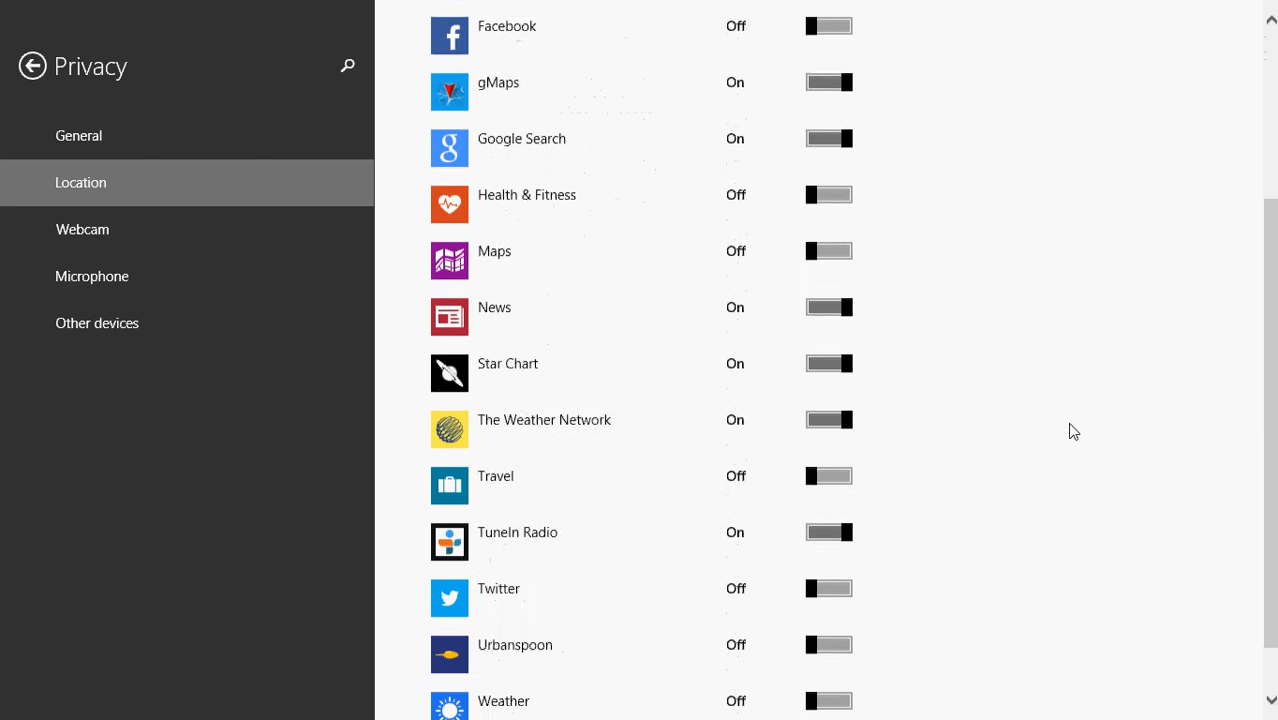 Privacy
General
Location
Webcam
Microphone
Other devices
Facebook Off
gMaps On
Google Search On
Health & Fitness Off
Maps Off
News On
Star Chart On
The Weather Network On
Travel Off
TuneIn Radio On
Twitter Off
Urbanspoon Off
Weather Off